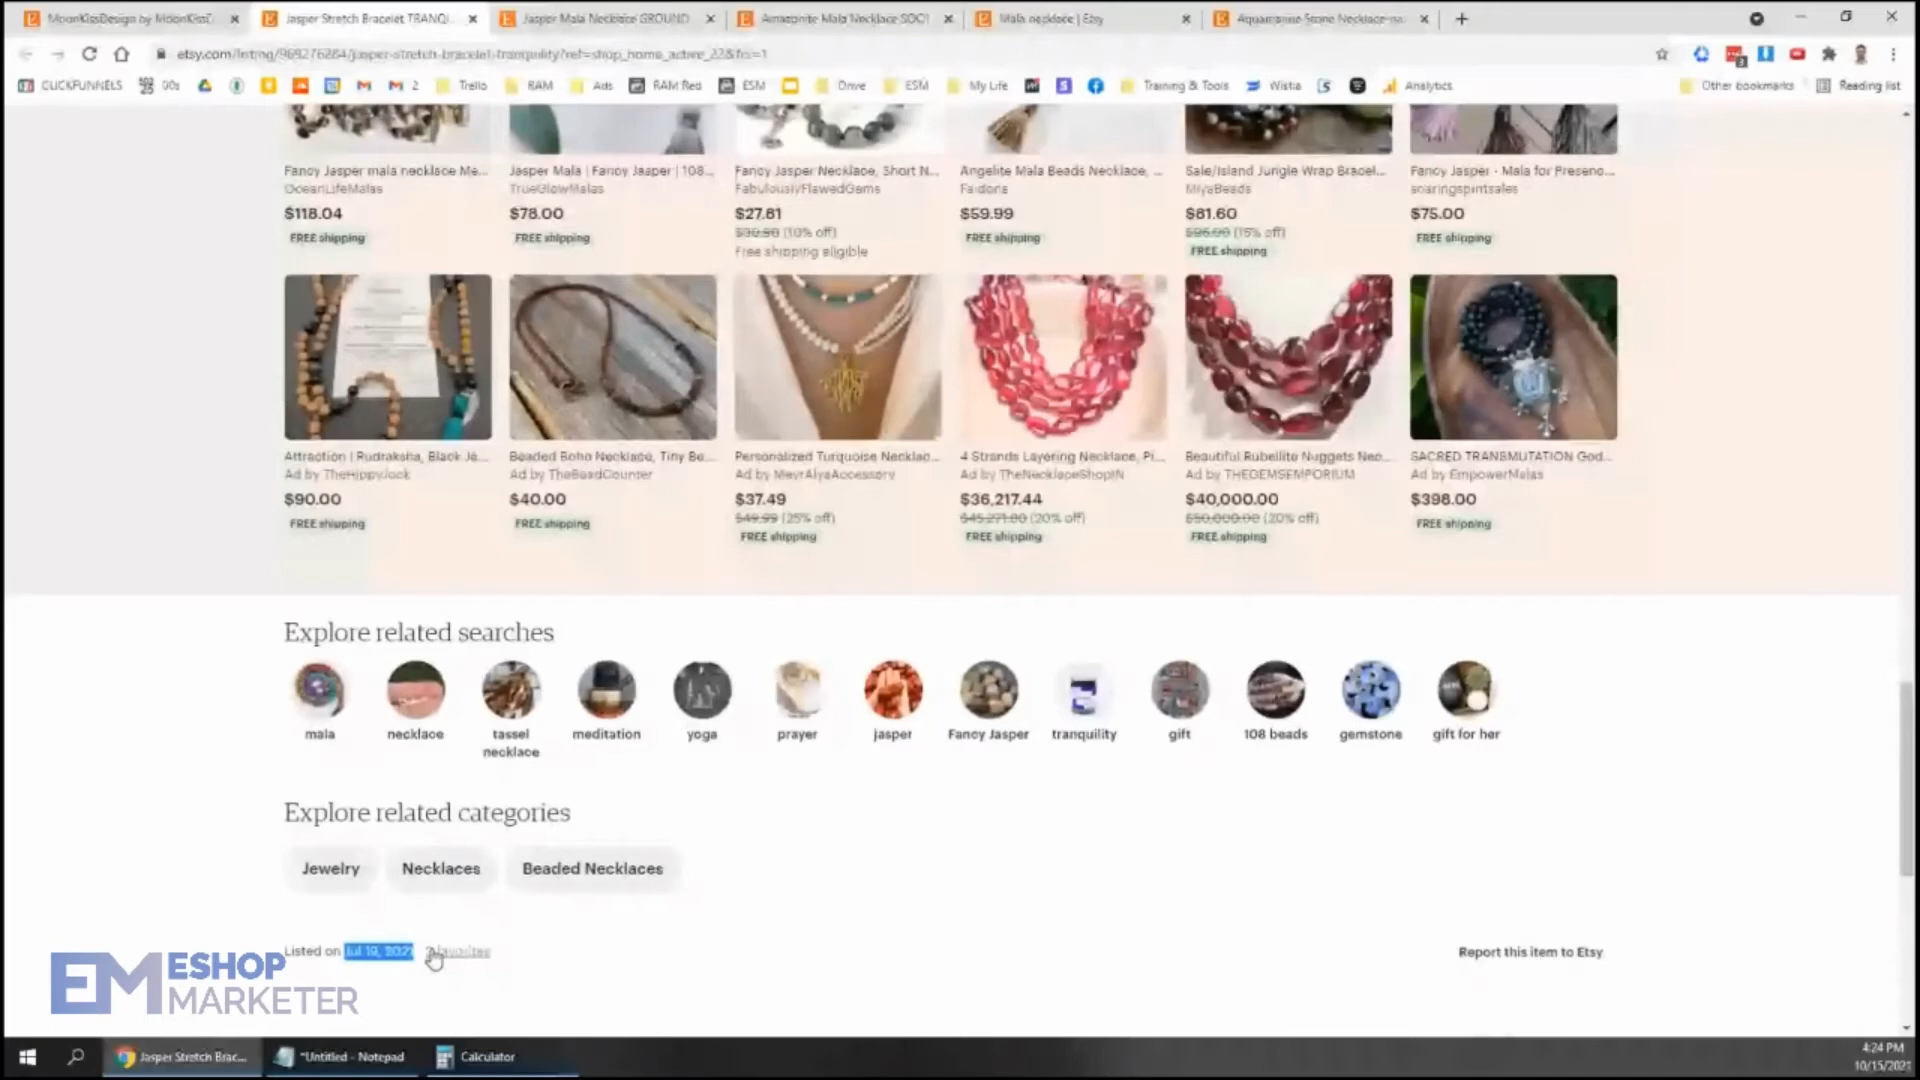 MoonKissDesign by MoonKiss
Jasper Stretch Bracelet TRANQ
Jasper Mala Necklace GROUND
Amazonite Mala Necklace SOO
Mala necklace | Etsy
Aquamarine Stone Necklace-na
etsy.com/listing/969276284/jasper-stretch-bracelet-tranquility?ref=shop_home_active_22&frs=1
CLICKFUNNELS
00s
2
Trello
RAM
Ads
RAM Red
ESM
Drive
ESM
My Life
Training & Tools
Wistia
Analytics
Other bookmarks
Reading list
Fancy Jasper mala necklace Me...
OceanLifeMalas
$118.04
FREE shipping
Jasper Mala | Fancy Jasper | 108...
TrueGlowMalas
$78.00
FREE shipping
Fancy Jasper Necklace, Short N...
FabulouslyFlawedGems
$27.81
$30.90 (10% off)
Free shipping eligible
Angelite Mala Beads Necklace, ...
Faidona
$59.99
FREE shipping
Sale/Island Jungle Wrap Bracel...
MiyaBeads
$81.60
$96.00 (15% off)
FREE shipping
Fancy Jasper - Mala for Presenc...
soaringspiritsales
$75.00
FREE shipping
Attraction | Rudraksha, Black Je...
Ad by TheHippyJock
$90.00
FREE shipping
Beaded Boho Necklace, Tiny Be...
Ad by TheBeadCounter
$40.00
FREE shipping
Personalized Turquoise Necklac...
Ad by MevrAlyaAccessory
$37.49
$49.99 (25% off)
FREE shipping
4 Strands Layering Necklace, Pi...
Ad by TheNecklaceShopIN
$36,217.44
$45,271.80 (20% off)
FREE shipping
Beautiful Rubellite Nuggets Nec...
Ad by THEGEMSEMPORIUM
$40,000.00
$50,000.00 (20% off)
FREE shipping
SACRED TRANSMUTATION God...
Ad by EmpowerMalas
$398.00
FREE shipping
Explore related searches
mala
necklace
tassel
necklace
meditation
yoga
prayer
jasper
Fancy Jasper
tranquility
gift
108 beads
gemstone
gift for her
Explore related categories
Jewelry
Necklaces
Beaded Necklaces
Listed on Jul 19, 2021
favorites
Report this item to Etsy
EM ESHOP
MARKETER
Jasper Stretch Brac...
*Untitled - Notepad
Calculator
4:24 PM
10/15/2021